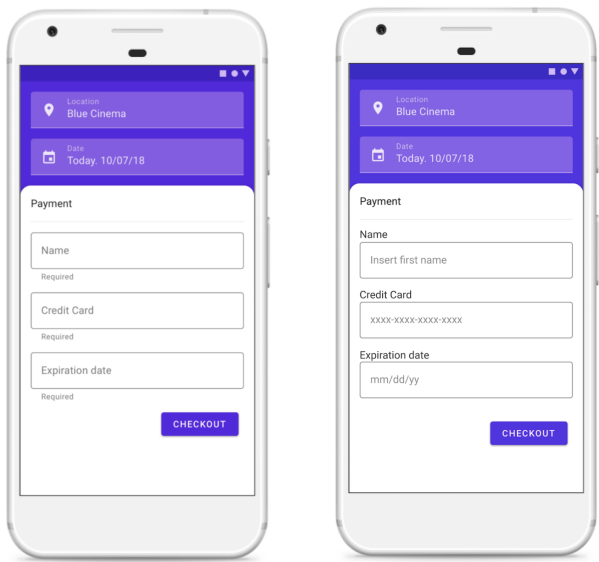 Location
Blue Cinema
Date
Today. 10/07/18
Payment
Name
Required
Credit Card
Required
Expiration date
Required
CHECKOUT
Location
Blue Cinema
Date
Today. 10/07/18
Payment
Name
Insert first name
Credit Card
xxxx-xxxx-xxxx-xxxx
Expiration date
mm/dd/yy
CHECKOUT